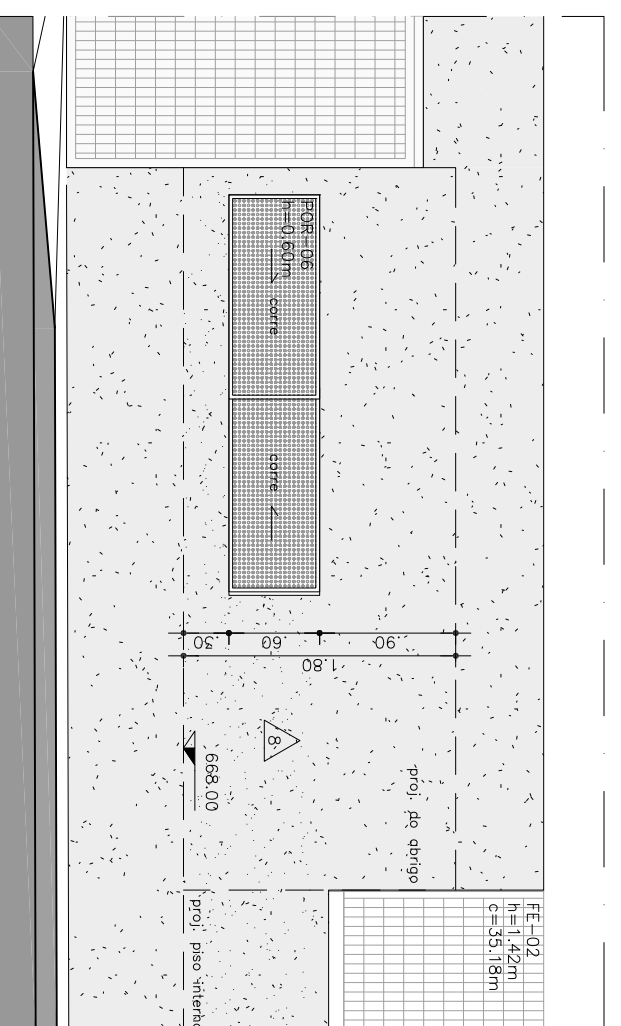 POR-06
h=0.60m
corre
corre
.30
.60
.90
1.80
8
668.00
proj. do abrigo
proj. piso interno
FE-02
h=1.42m
c=35.18m